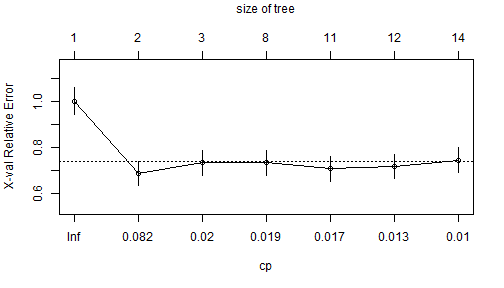 size of tree
1 2 3 8 11 12 14
X-val Relative Error
1.0
0.8
0.6
Inf 0.082 0.02 0.019 0.017 0.013 0.01
cp